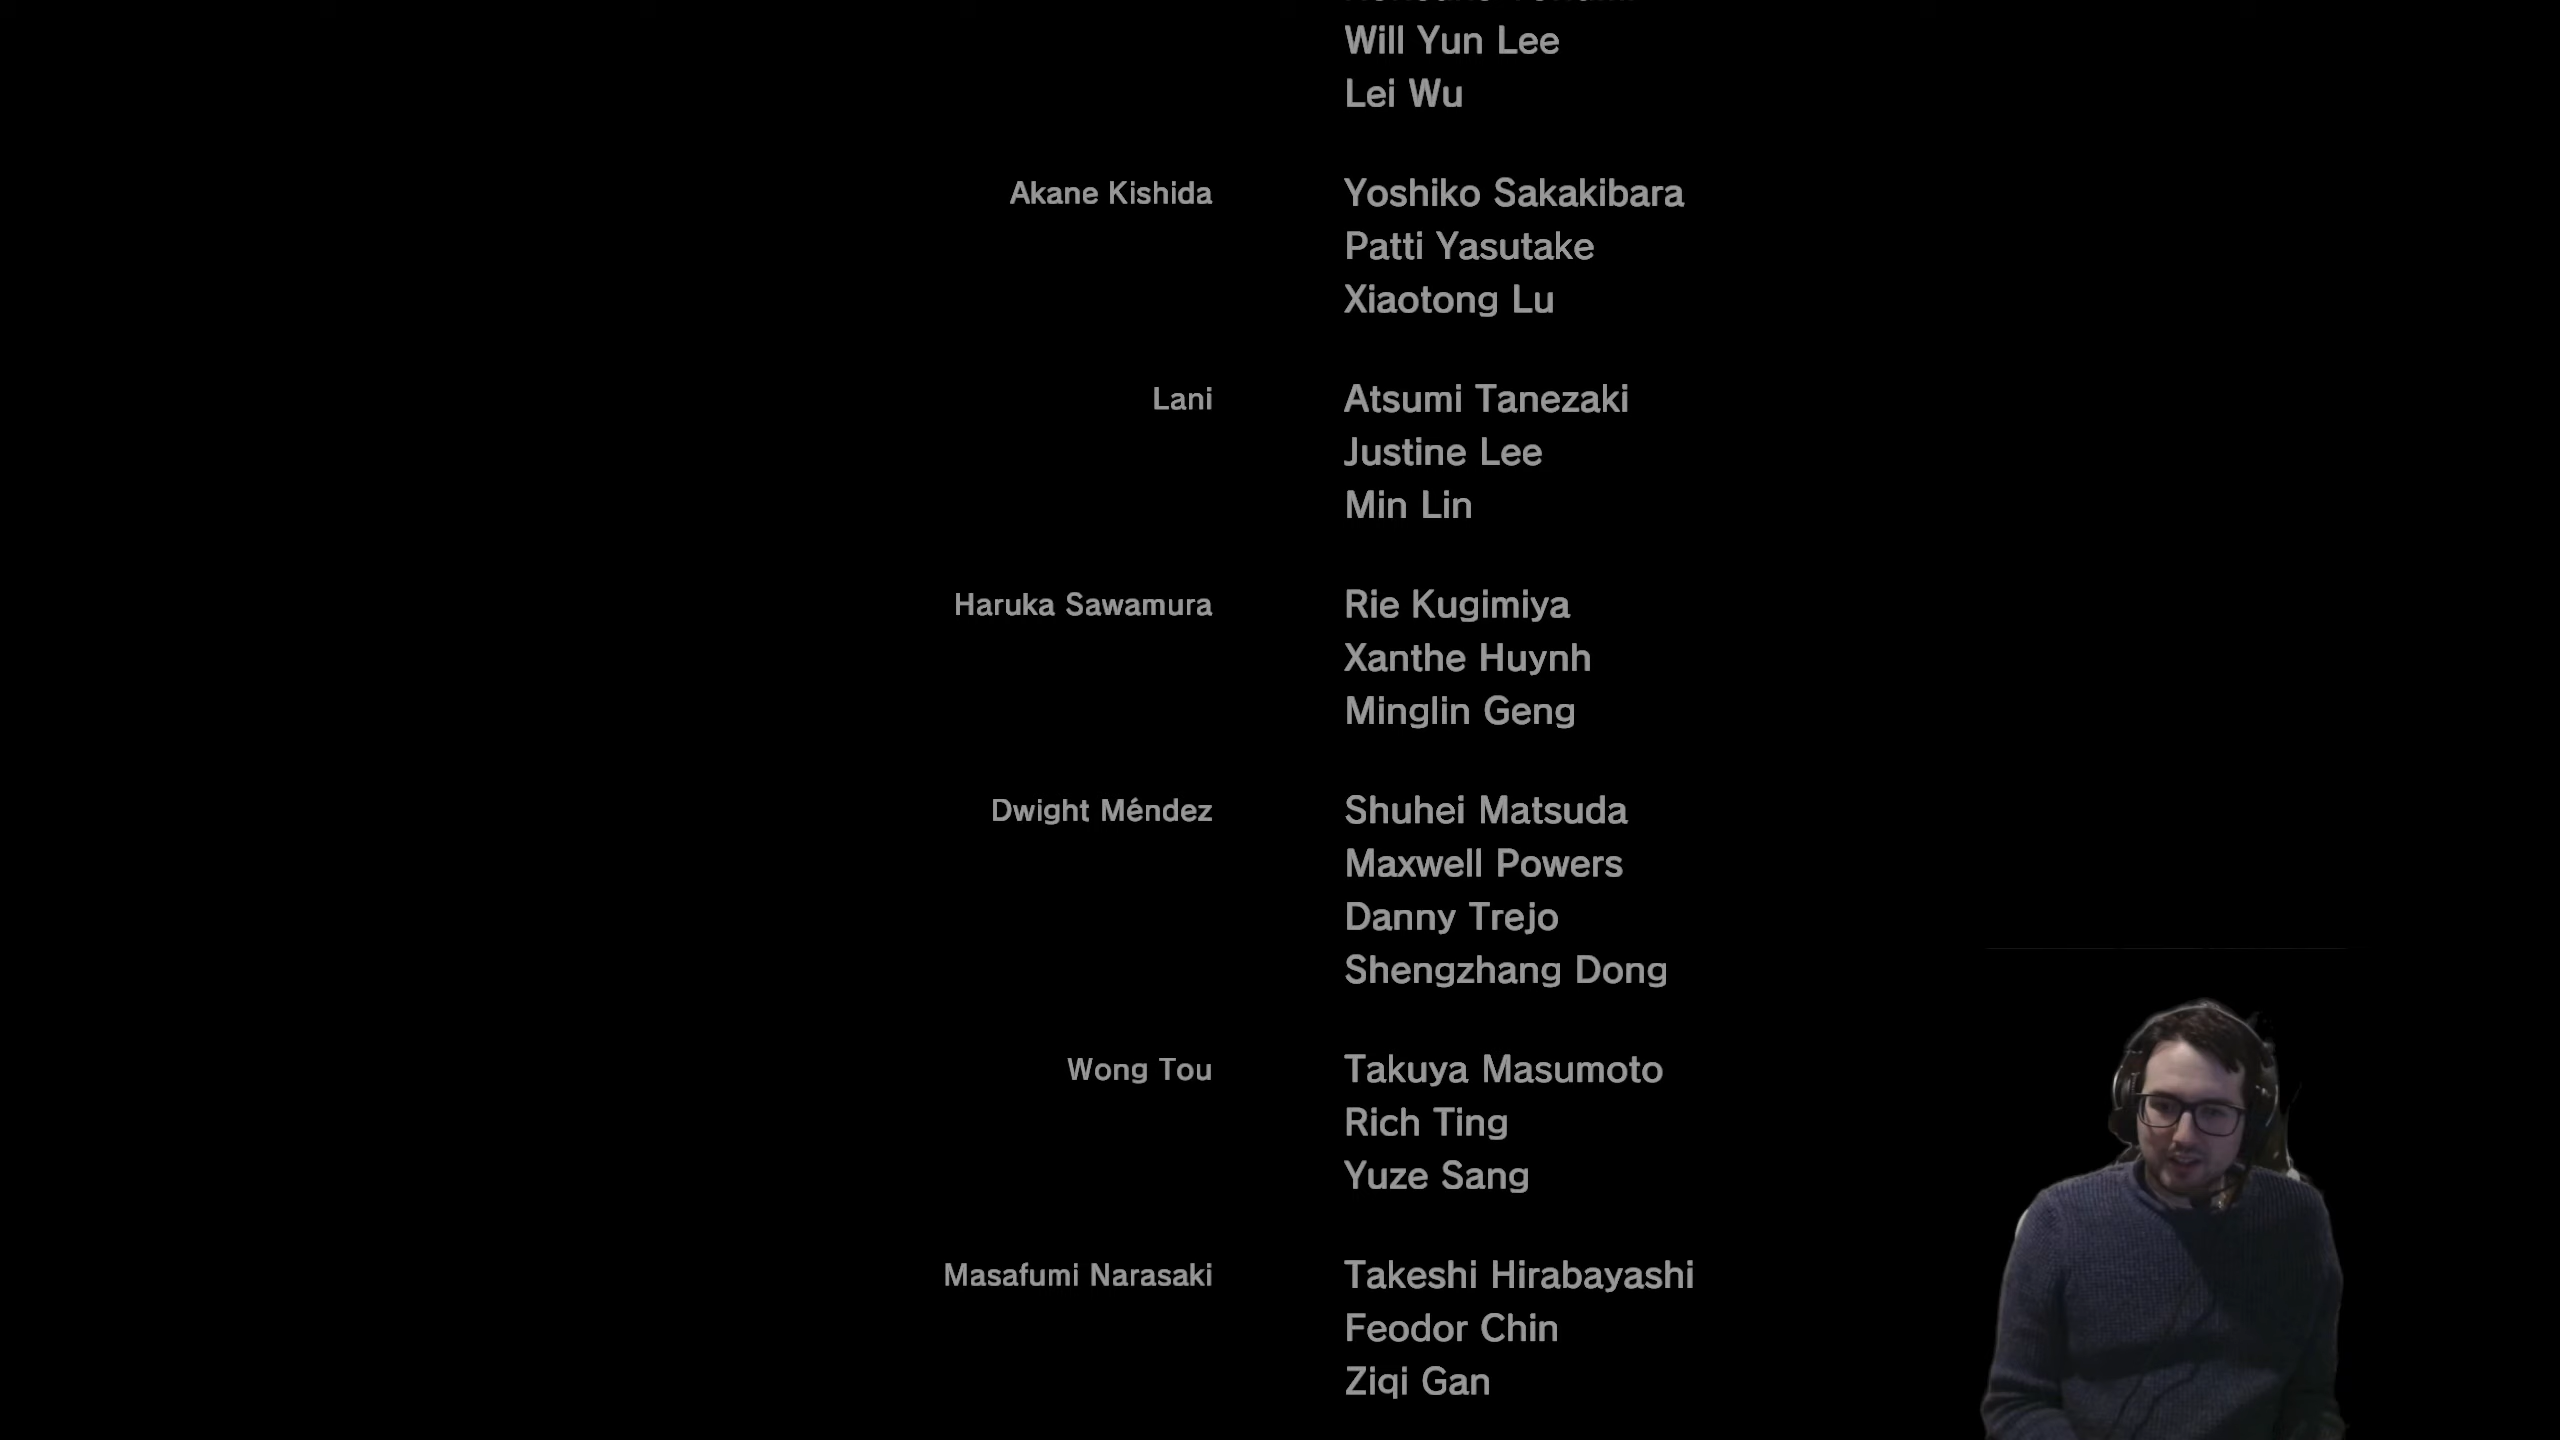 Will Yun Lee
Lei Wu
Akane Kishida Yoshiko Sakakibara
Patti Yasutake
Xiaotong Lu
Lani Atsumi Tanezaki
Justine Lee
Min Lin
Haruka Sawamura Rie Kugimiya
Xanthe Huynh
Minglin Geng
Dwight Méndez Shuhei Matsuda
Maxwell Powers
Danny Trejo
Shengzhang Dong
Wong Tou Takuya Masumoto
Rich Ting
Yuze Sang
Masafumi Narasaki Takeshi Hirabayashi
Feodor Chin
Ziqi Gan